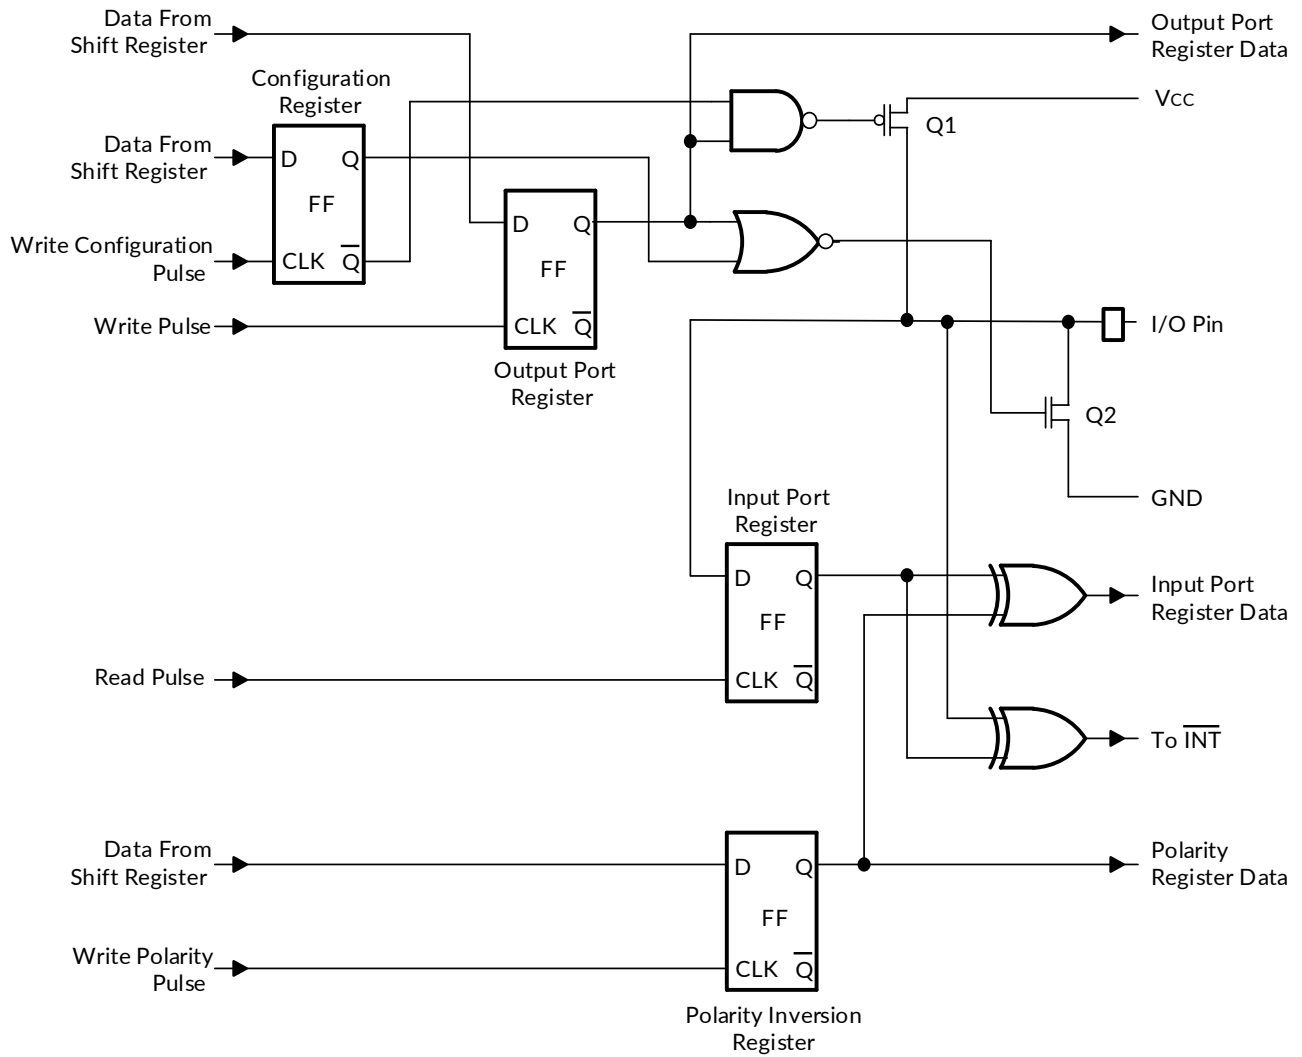 Data From
Shift Register
Output Port
Register Data
Configuration
Register
VCC
Q1
Data From
Shift Register
D Q
FF
CLK Q̅
Write Configuration
Pulse
D Q
FF
CLK Q̅
Write Pulse
I/O Pin
Output Port
Register
Q2
GND
Input Port
Register
D Q
FF
CLK Q̅
Input Port
Register Data
Read Pulse
To I̅N̅T̅
Data From
Shift Register
D Q
FF
CLK Q̅
Polarity
Register Data
Write Polarity
Pulse
Polarity Inversion
Register